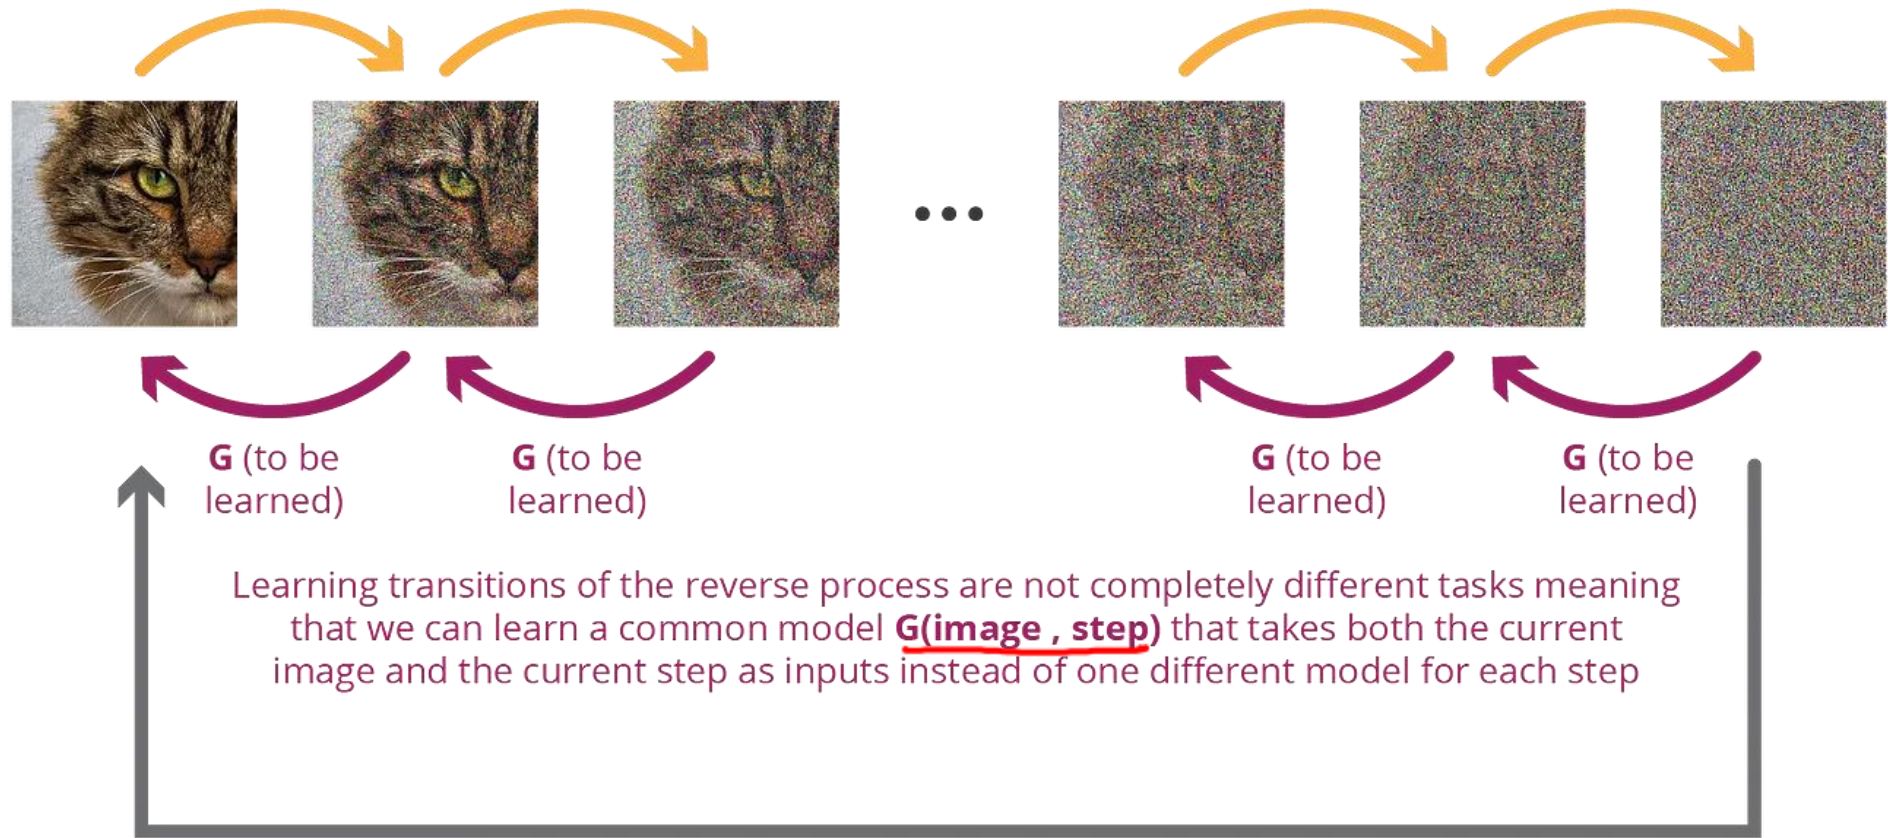 G (to be
learned)
G (to be
learned)
G (to be
learned)
G (to be
learned)
Learning transitions of the reverse process are not completely different tasks meaning
that we can learn a common model G(image , step) that takes both the current
image and the current step as inputs instead of one different model for each step